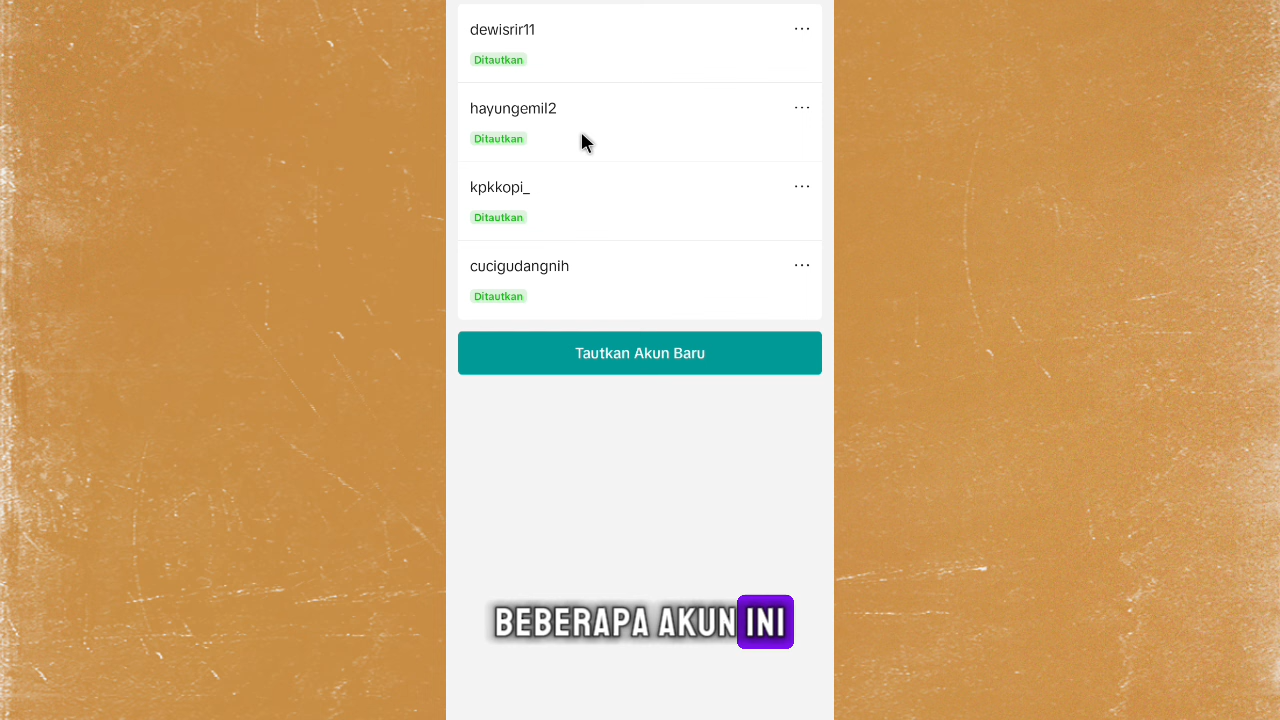 dewisrir11
Ditautkan
hayungemil2
Ditautkan
kpkkopi_
Ditautkan
cucigudangnih
Ditautkan
Tautkan Akun Baru
BEBERAPA AKUN INI